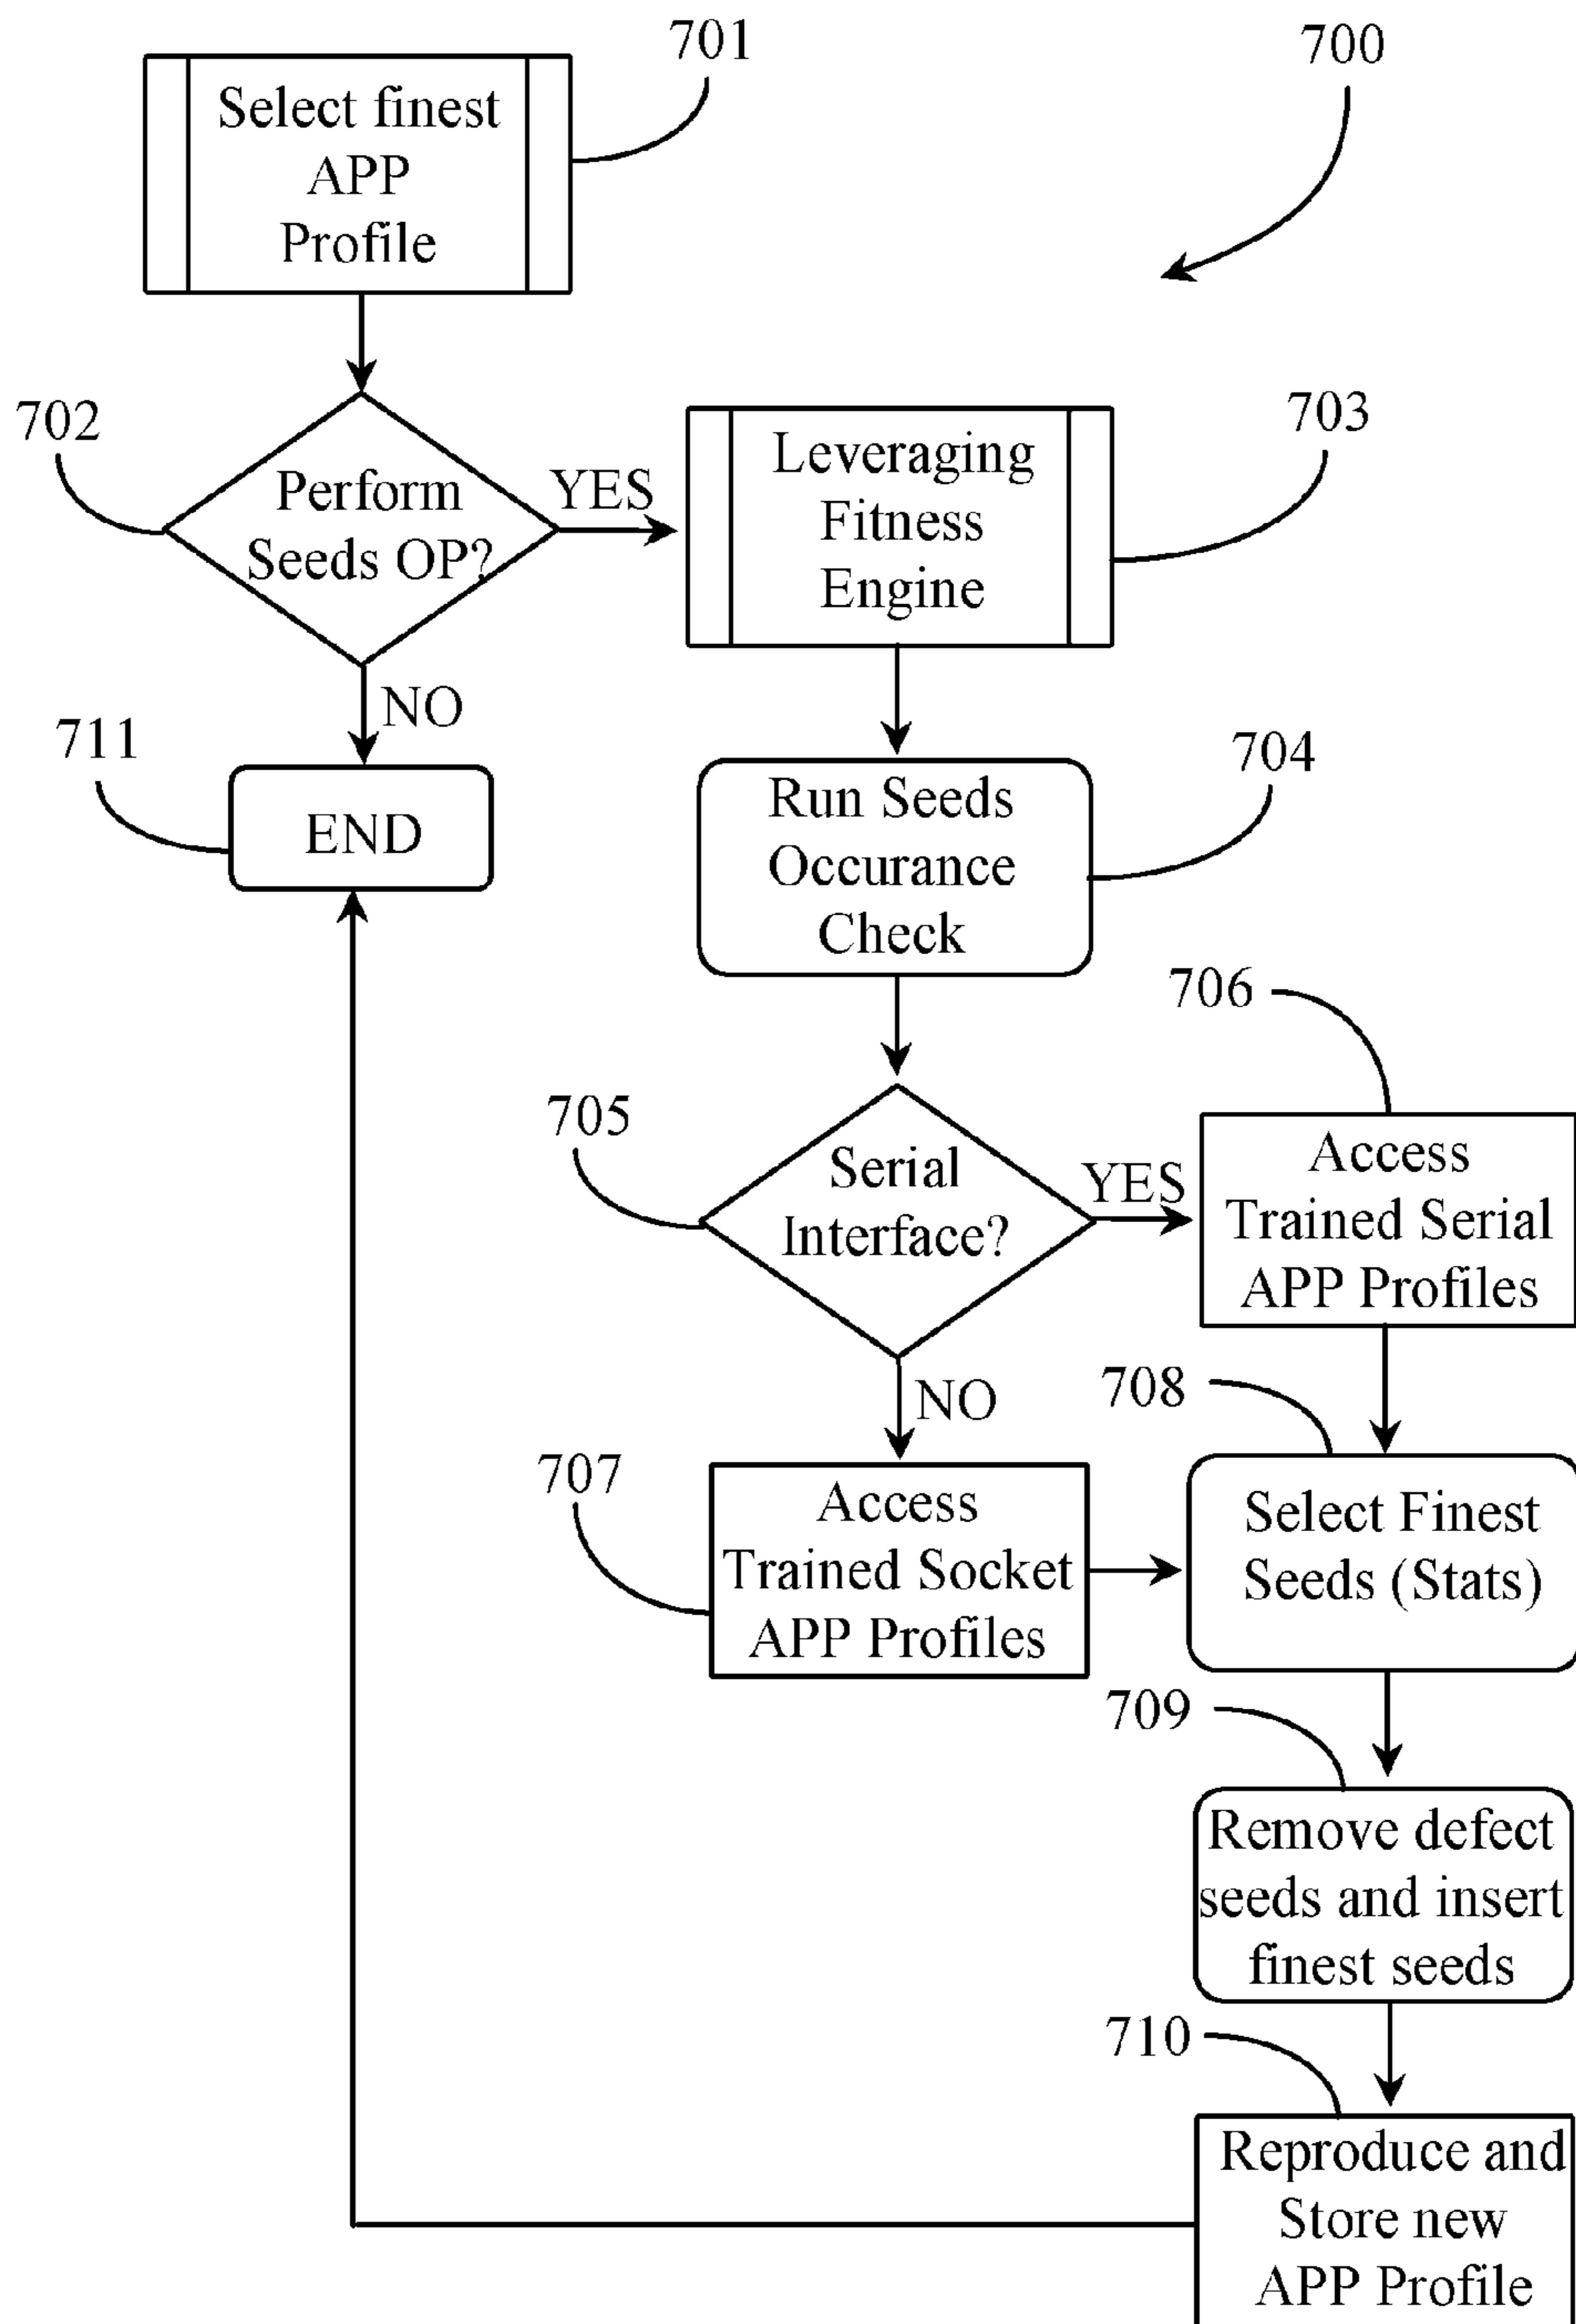 701
700
Select finest
APP
Profile
702
Perform
Seeds OP?
YES
703
Leveraging
Fitness
Engine
NO
711
END
704
Run Seeds
Occurance
Check
706
705
Serial
Interface?
YES
Access
Trained Serial
APP Profiles
NO
708
707
Access
Trained Socket
APP Profiles
Select Finest
Seeds (Stats)
709
Remove defect
seeds and insert
finest seeds
710
Reproduce and
Store new
APP Profile